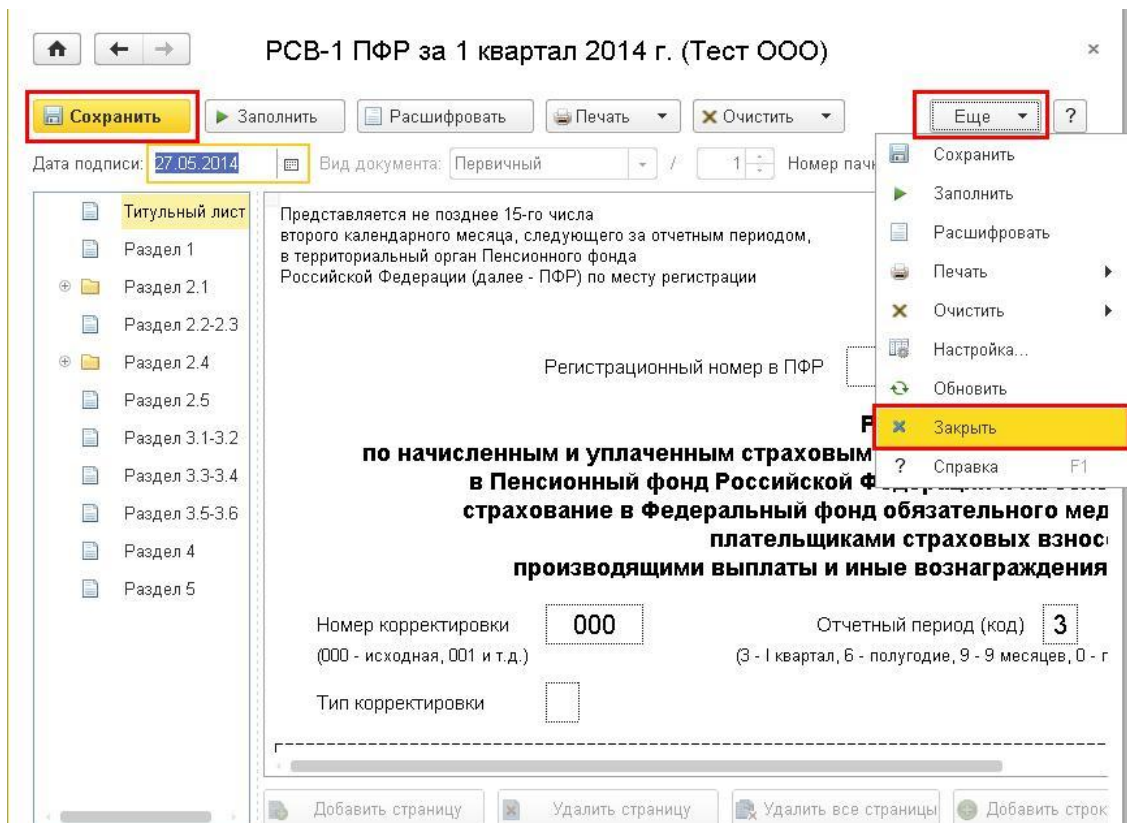 РСВ-1 ПФР за 1 квартал 2014 г. (Тест ООО)
Сохранить Заполнить Расшифровать Печать Очистить Еще ?
Дата подписи: 27.05.2014 Вид документа: Первичный / 1 Номер пачк
Сохранить
Заполнить
Расшифровать
Печать
Очистить
Настройка...
Обновить
Закрыть
? Справка F1
Титульный лист
Раздел 1
Раздел 2.1
Раздел 2.2-2.3
Раздел 2.4
Раздел 2.5
Раздел 3.1-3.2
Раздел 3.3-3.4
Раздел 3.5-3.6
Раздел 4
Раздел 5
Представляется не позднее 15-го числа
второго календарного месяца, следующего за отчетным периодом,
в территориальный орган Пенсионного фонда
Российской Федерации (далее - ПФР) по месту регистрации
Регистрационный номер в ПФР
по начисленным и уплаченным страховым
в Пенсионный фонд Российской
страхование в Федеральный фонд обязательного мед
плательщиками страховых взнос
производящими выплаты и иные вознаграждения
Номер корректировки 000 Отчетный период (код) 3
(000 - исходная, 001 и т.д.) (3 - I квартал, 6 - полугодие, 9 - 9 месяцев, 0 - г
Тип корректировки
Добавить страницу Удалить страницу Удалить все страницы Добавить строк